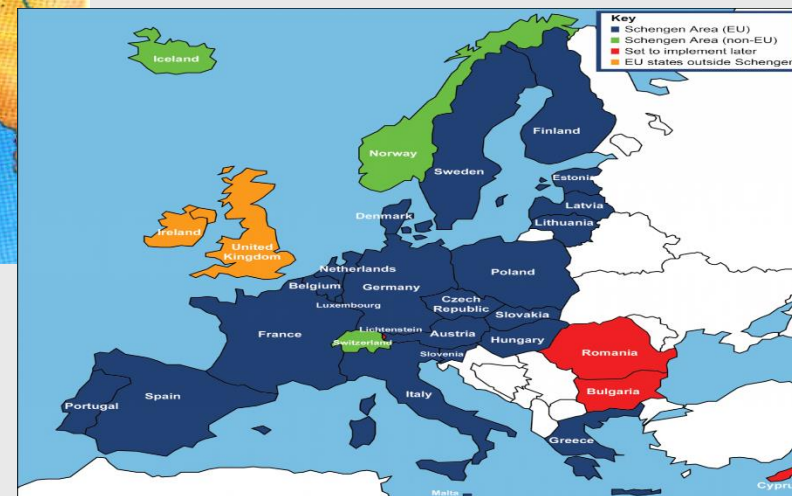 Key
Schengen Area (EU)
Schengen Area (non-EU)
Set to implement later
EU states outside Schengen
Iceland
Norway
Finland
Sweden
Estonia
Latvia
Denmark
Lithuania
Ireland
United
Kingdom
Netherlands
Poland
Belgium
Germany
Czech
Republic
Luxembourg
Slovakia
Lichtenstein
France
Austria
Switzerland
Hungary
Slovenia
Romania
Bulgaria
Italy
Spain
Portugal
Greece
Cyprus
Malta